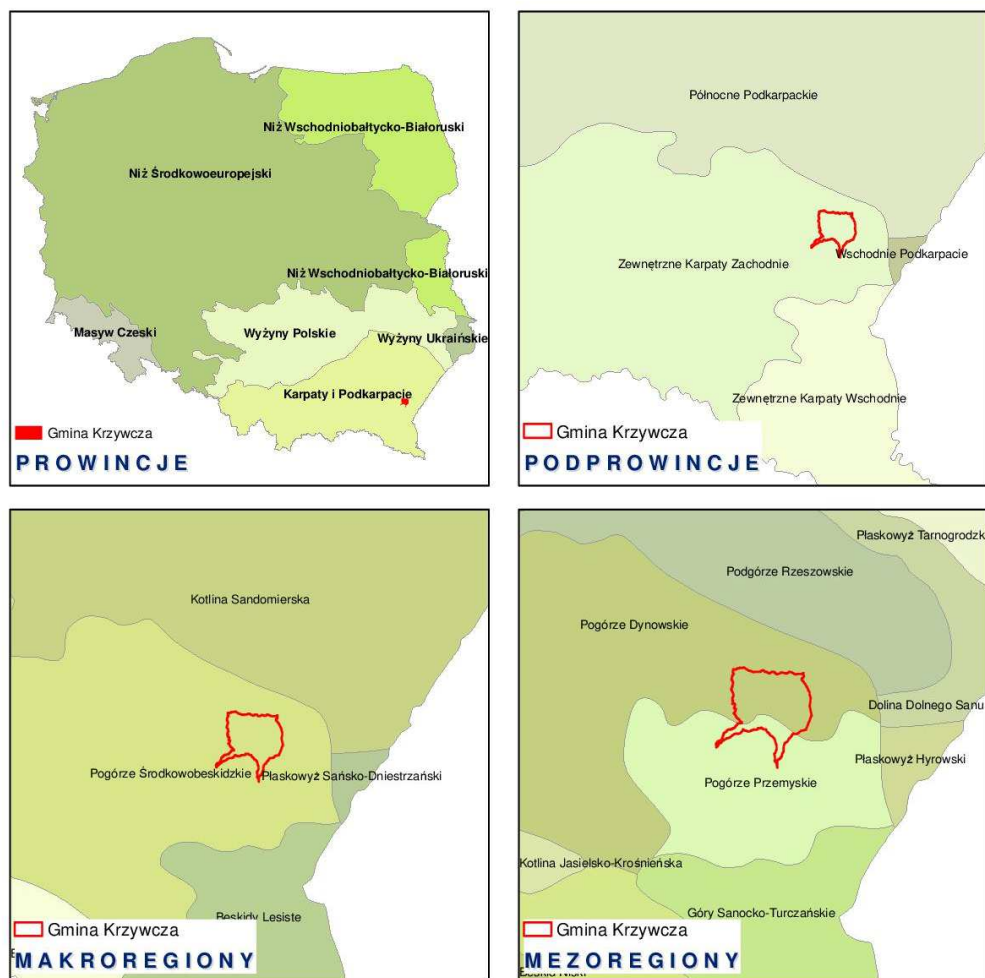 Niż Wschodniobałtycko-Białoruski
Niż Środkowoeuropejski
Niż Wschodniobałtycko-Białoruski
Masyw Czeski
Wyżyny Polskie
Wyżyny Ukraińskie
Karpaty i Podkarpacie
Gmina Krzywcza
PROWINCJE
Północne Podkarpackie
Wschodnie Podkarpacie
Zewnętrzne Karpaty Zachodnie
Zewnętrzne Karpaty Wschodnie
Gmina Krzywcza
PODPROWINCJE
Kotlina Sandomierska
Pogórze Środkowobeskidzkie
Płaskowyż Sańsko-Dniestrzański
Beskidy Lesiste
Gmina Krzywcza
MAKROREGIONY
Płaskowyż Tarnogrodzk
Podgórze Rzeszowskie
Pogórze Dynowskie
Dolina Dolnego Sanu
Płaskowyż Hyrowski
Pogórze Przemyskie
Kotlina Jasielsko-Krośnieńska
Góry Sanocko-Turczańskie
Gmina Krzywcza
MEZOREGIONY